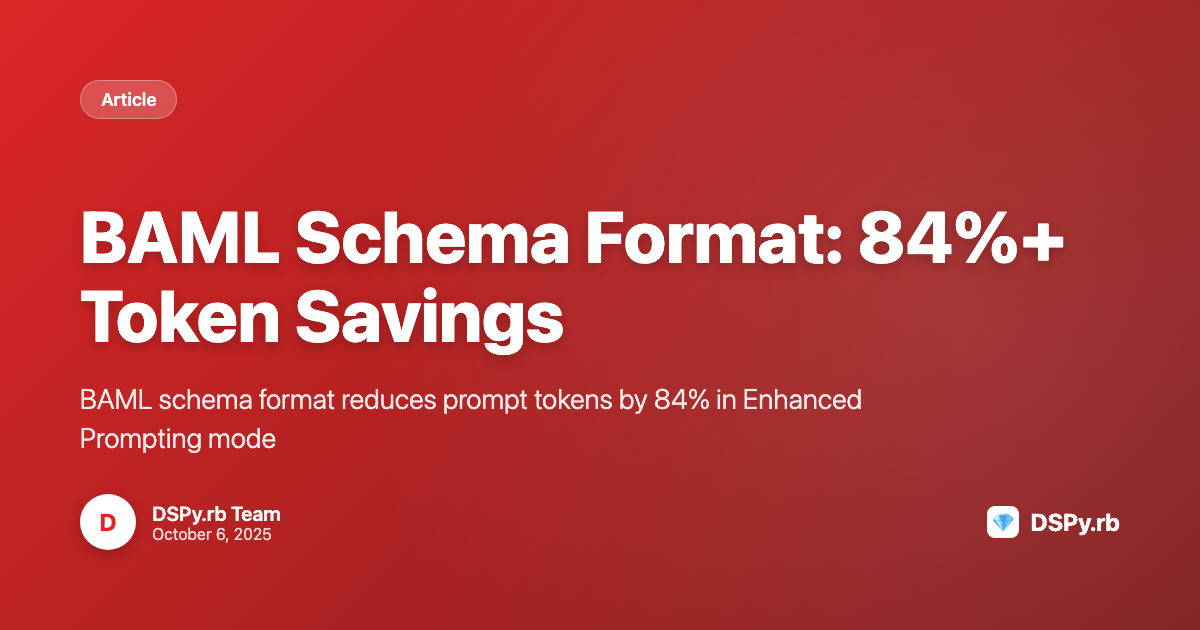 Article
BAML Schema Format: 84%+
Token Savings
BAML schema format reduces prompt tokens by 84% in Enhanced
Prompting mode
D
DSPy.rb Team
October 6, 2025
DSPy.rb